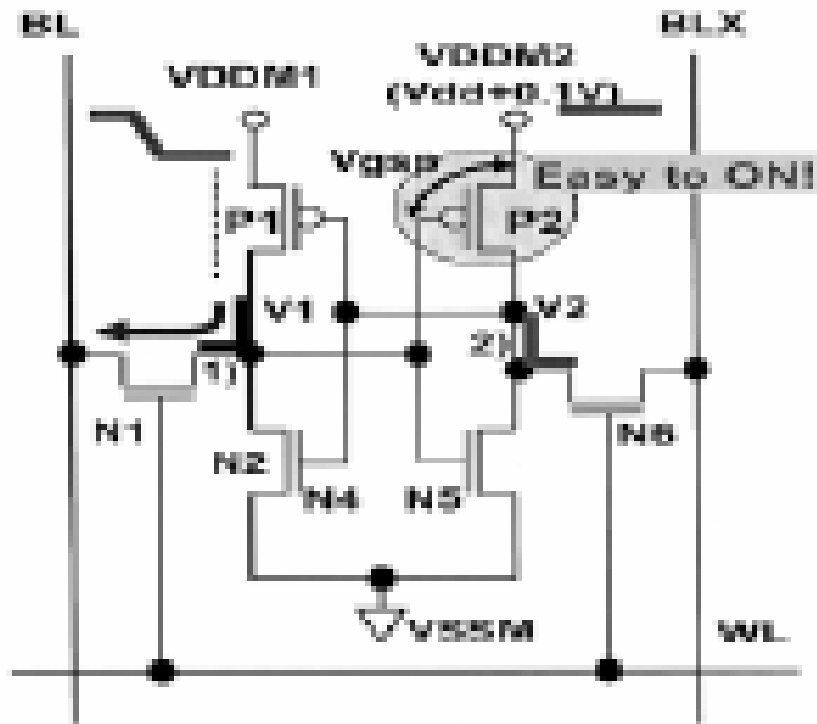 BL
BLX
VDDM1
VDDM2
(Vdd+0.1V)
Vgsp
Easy to ON!
P1
P2
V1
V2
1)
2)
N1
N2
N4
N5
N6
VSSM
WL